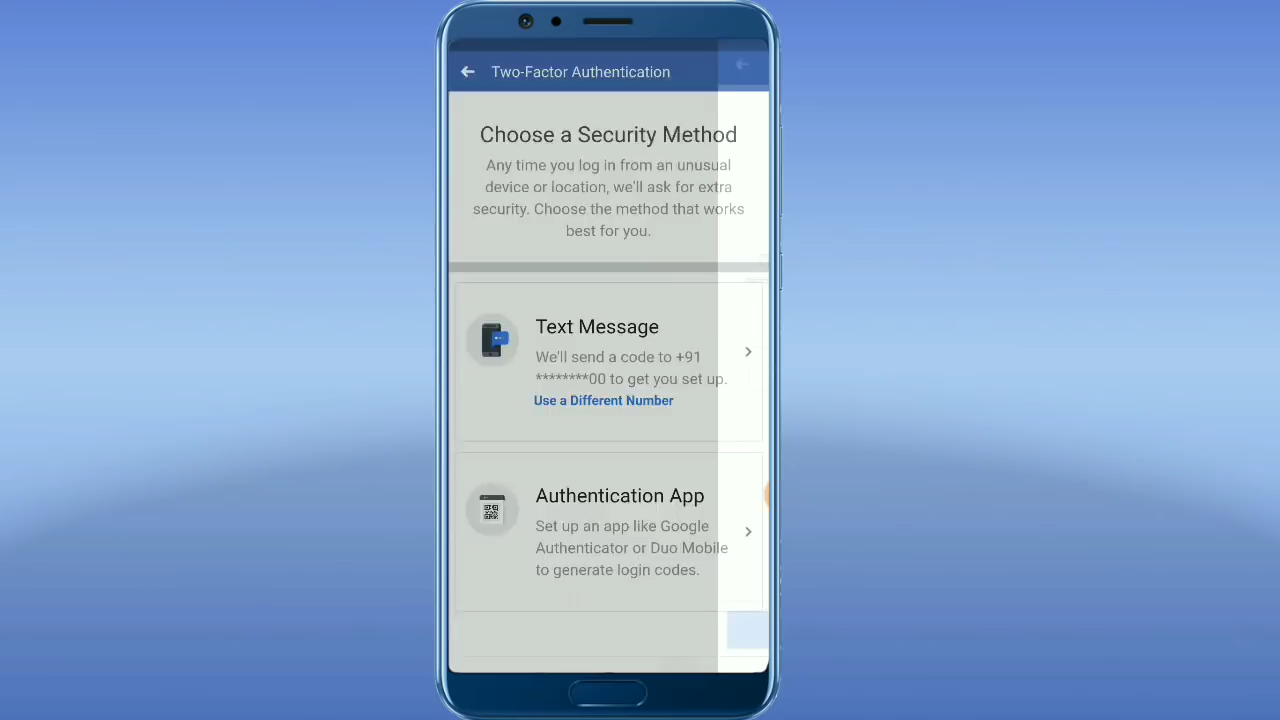 Two-Factor Authentication
Choose a Security Method
Any time you log in from an unusual
device or location, we'll ask for extra
security. Choose the method that works
best for you.
Text Message
We'll send a code to +91
********00 to get you set up.
Use a Different Number
Authentication App
Set up an app like Google
Authenticator or Duo Mobile
to generate login codes.